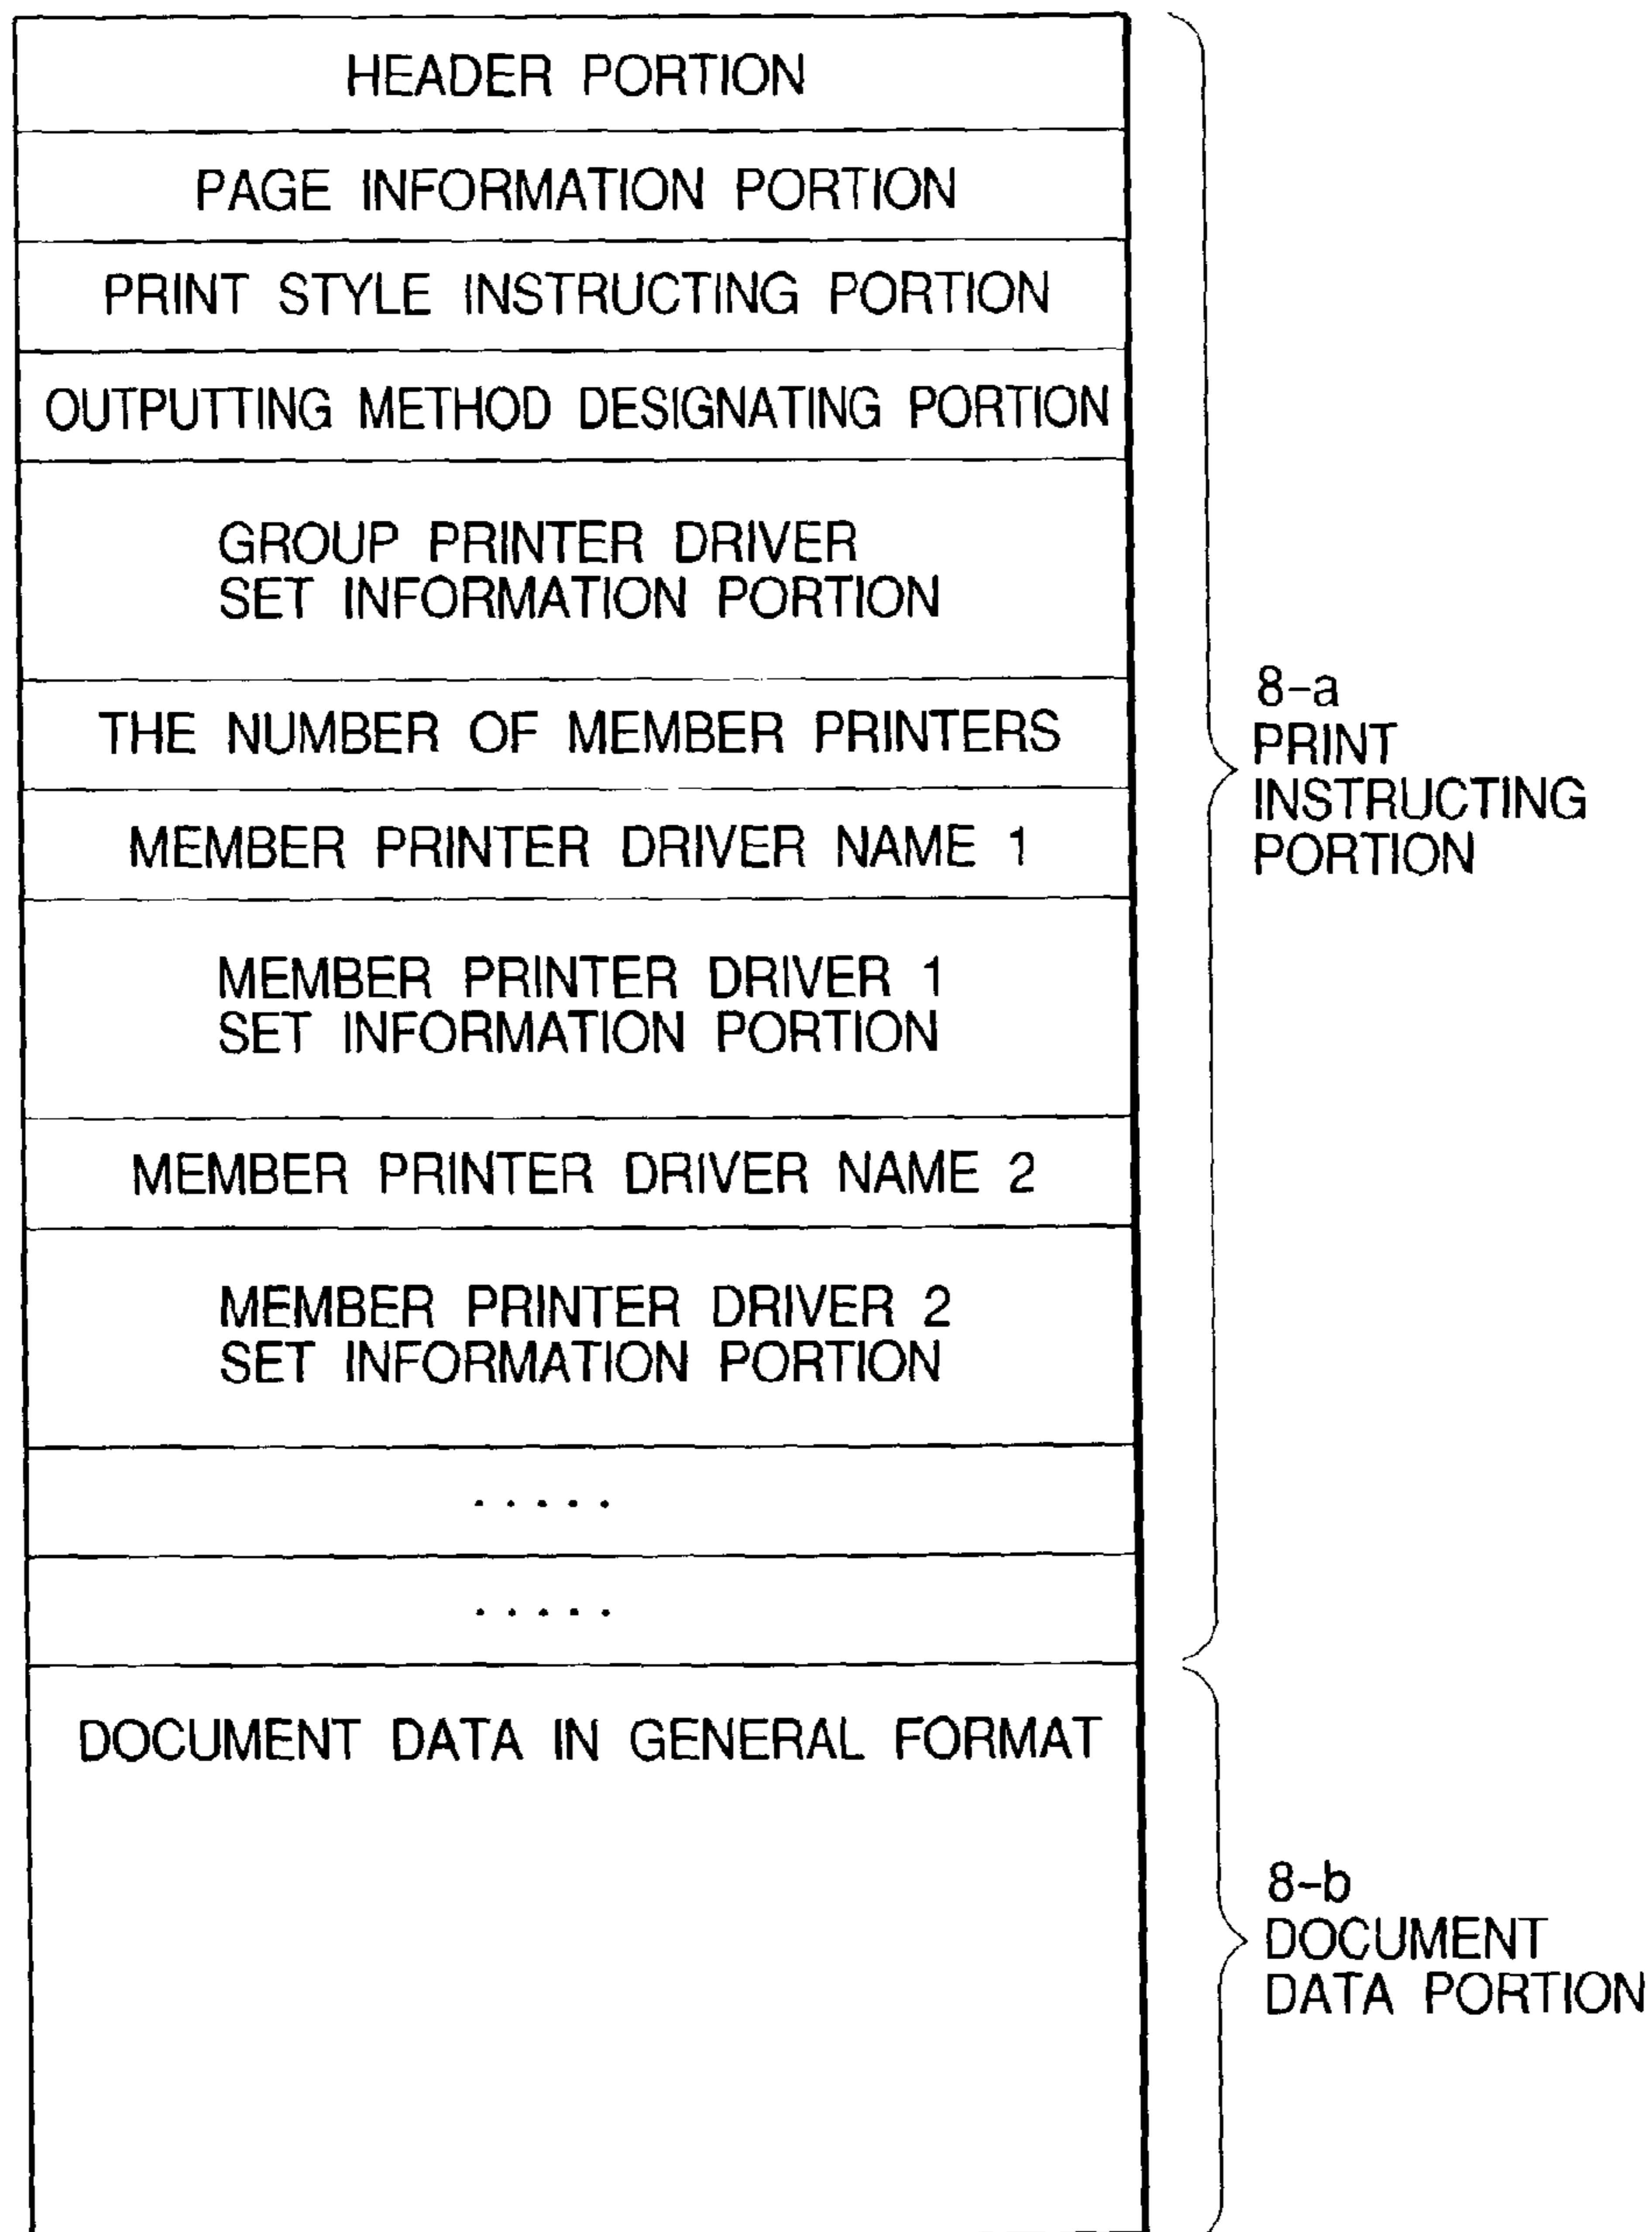 HEADER PORTION
PAGE INFORMATION PORTION
PRINT STYLE INSTRUCTING PORTION
OUTPUTTING METHOD DESIGNATING PORTION
GROUP PRINTER DRIVER
SET INFORMATION PORTION
THE NUMBER OF MEMBER PRINTERS
MEMBER PRINTER DRIVER NAME 1
MEMBER PRINTER DRIVER 1
SET INFORMATION PORTION
MEMBER PRINTER DRIVER NAME 2
MEMBER PRINTER DRIVER 2
SET INFORMATION PORTION
.....
.....
8-a
PRINT
INSTRUCTING
PORTION
DOCUMENT DATA IN GENERAL FORMAT
8-b
DOCUMENT
DATA PORTION